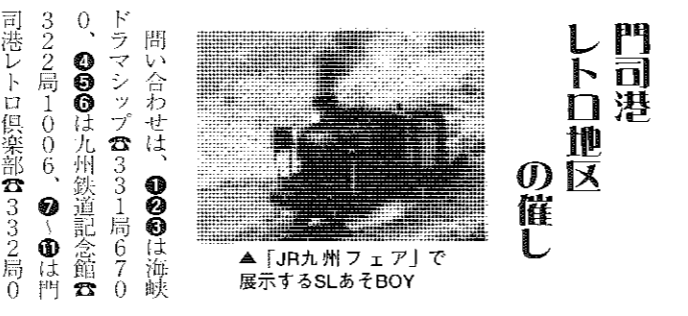 門司港
レトロ地区
の催し
▲「JR九州フェア」で
展示するSLあそBOY
問い合わせは、❶❷❸は海峡
ドラマシップ☎331局670
0、❹❺❻は九州鉄道記念館☎
322局1006、❼〜⓫は門
司港レトロ倶楽部☎332局0